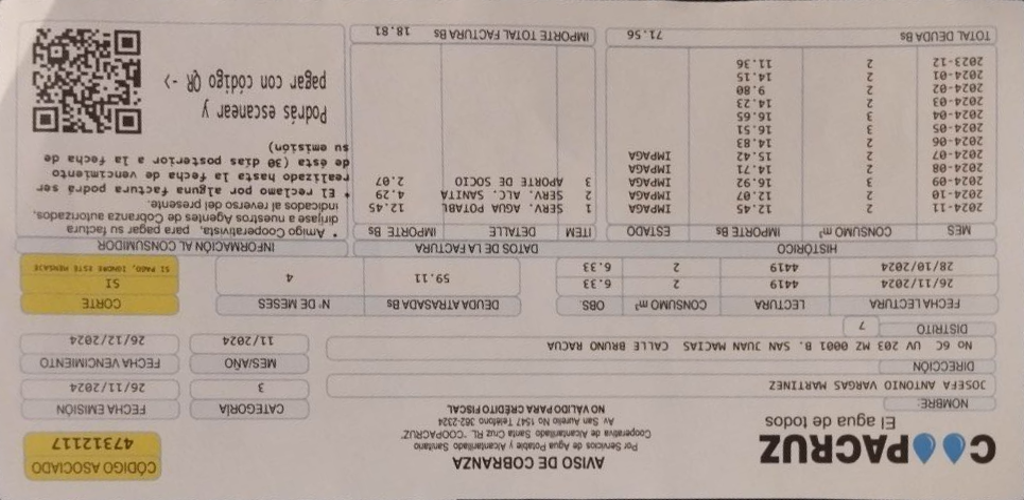 COOPACRUZ
El agua de todos
AVISO DE COBRANZA
Por Servicios de Agua Potable y Alcantarillado Sanitario
Cooperativa de Alcantarillado Santa Cruz RL. "COOPACRUZ".
Av. San Aurelio No 1547 Telefono 362-2324
NO VALIDO PARA CRÉDITO FISCAL
CÓDIGO ASOCIADO
47312117
NOMBRE:
JOSEFA ANTONIO VARGAS MARTINEZ
CATEGORÍA
3
FECHA EMISIÓN
26/11/2024
DIRECCIÓN
No 6C UV 203 MZ 0001 B. SAN JUAN MACIAS CALLE BRUNO RACUA
MES/AÑO
11/2024
FECHA VENCIMIENTO
26/12/2024
DISTRITO
7
FECHA LECTURA LECTURA CONSUMO m³ OBS.
26/11/2024 4419 2 6.33
28/10/2024 4419 2 6.33
DEUDA ATRASADA Bs Nº DE MESES
59.11 4
CORTE
SI
SI PAGO, IGNORE ESTE MENSAJE
HISTÓRICO
MES CONSUMO m³ IMPORTE Bs ESTADO
2024-11 2 12.45 IMPAGA
2024-10 2 12.07 IMPAGA
2024-09 3 16.92 IMPAGA
2024-08 2 14.71 IMPAGA
2024-07 2 15.42 IMPAGA
2024-06 2 14.83
2024-05 3 16.51
2024-04 3 16.65
2024-03 2 14.23
2024-02 2 9.80
2024-01 2 14.15
2023-12 2 11.36
TOTAL DEUDA Bs 71.56
DATOS DE LA FACTURA
ITEM DETALLE IMPORTE Bs
1 SERV. AGUA POTABL 12.45
2 SERV. ALC. SANITA 4.29
3 APORTE DE SOCIO 2.07
IMPORTE TOTAL FACTURA Bs 18.81
INFORMACIÓN AL CONSUMIDOR
* Amigo Cooperativista, para pagar su factura
dirijase a nuestros Agentes de Cobranza autorizados,
indicados al reverso del presente.
* El reclamo por alguna factura podrá ser
realizado hasta la fecha de vencimiento
de ésta (30 días posterior a la fecha de
su emisión)
Podrás escanear y
pagar con código QR ->